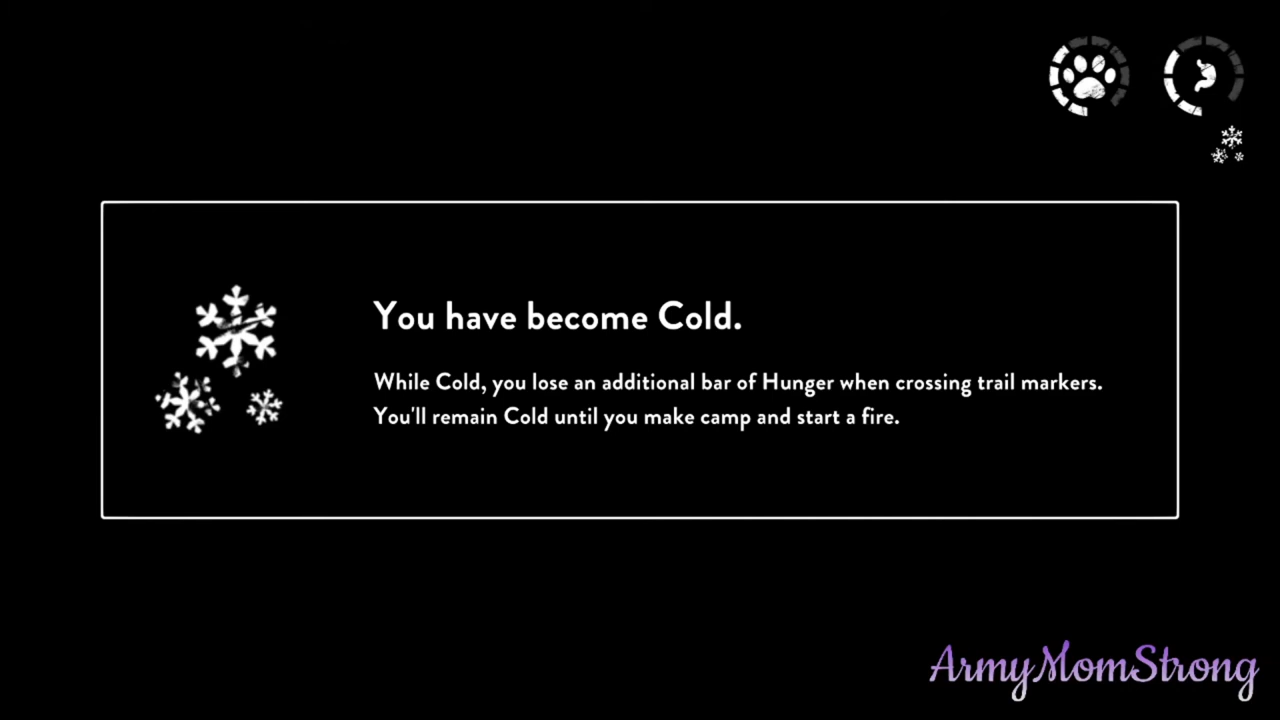 You have become Cold.
While Cold, you lose an additional bar of Hunger when crossing trail markers.
You'll remain Cold until you make camp and start a fire.
ArmyMomStrong